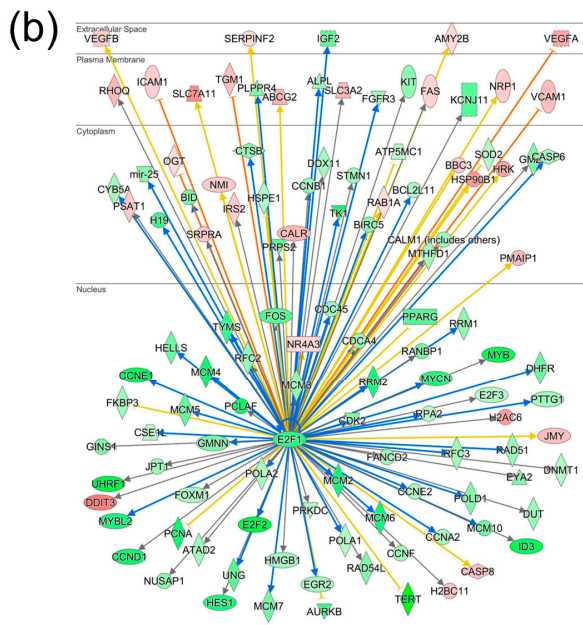 (b)
Extracellular Space
VEGFB SERPINF2 IGF2 AMY2B VEGFA
Plasma Membrane
RHOQ ICAM1 SLC7A11 TGM1 PLPPR4 ABCG2 ALPL SLC3A2 FGFR3 KIT FAS KCNJ11 NRP1 VCAM1
Cytoplasm
CYB5A mir-25 PSAT1 H19 OGT BID SRPRA NMI IRS2 CTSB HSPE1 PRPS2 CALR CCNB1 DDX11 STMN1 TK1 BIRC5 ATP5MC1 RAB1A BCL2L11 CALM1 (includes others) MTHFD1 BBC3 HSP90B1 SOD2 HRK CASP6 PMAIP1
Nucleus
FOS CDC45 PPARG
TYMS NR4A3 CDCA4 RRM1
HELLS RFC2 RANBP1 MYB
CCNE1 MCM4 MCM3 RRM2 MYCN DHFR
FKBP3 MCM5 PCLAF CDK2 RPA2 E2F3 PTTG1
CSE1L GMNN E2F1 H2AC6 JMY
GINS1 JPT1 POLA2 FANCD2 RFC3 RAD51
UHRF1 MCM2 CCNE2 EYA2 DNMT1
DDIT3 FOXM1 PRKDC POLD1
MYBL2 PCNA E2F2 MCM6 MCM10 DUT
CCND1 ATAD2 POLA1 CCNA2 ID3
NUSAP1 UNG HMGB1 RAD54L CCNF CASP8
HES1 MCM7 EGR2 AURKB TERT H2BC11